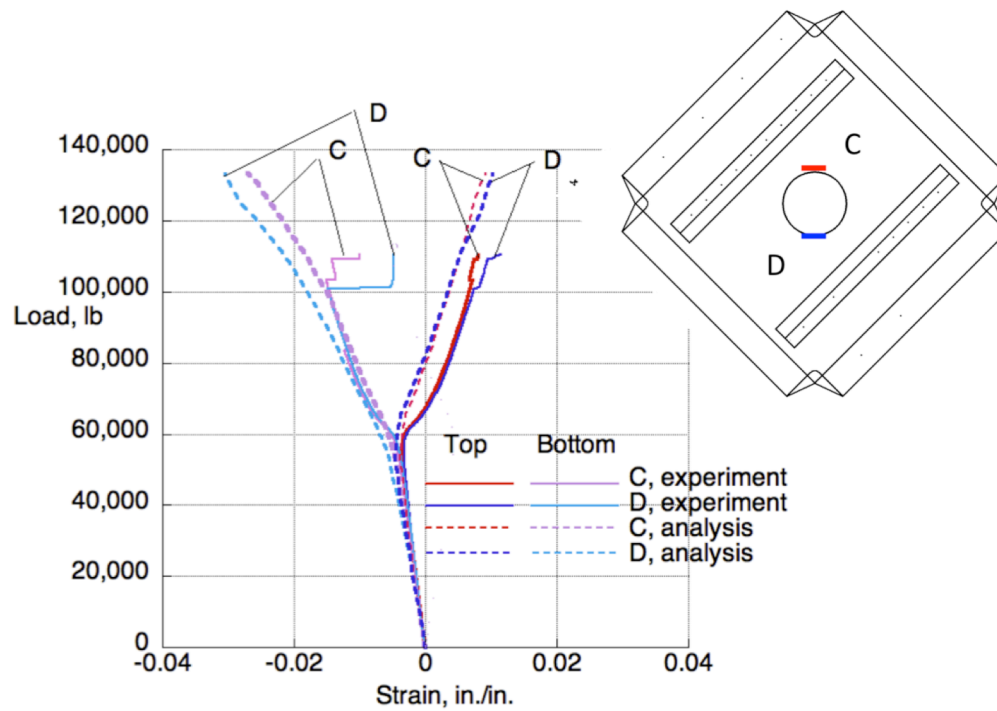 D
C
C
D
4
140,000
120,000
100,000
Load, lb
80,000
60,000
40,000
20,000
0
-0.04
-0.02
0
0.02
0.04
Strain, in./in.
Top
Bottom
C, experiment
D, experiment
C, analysis
D, analysis
C
D